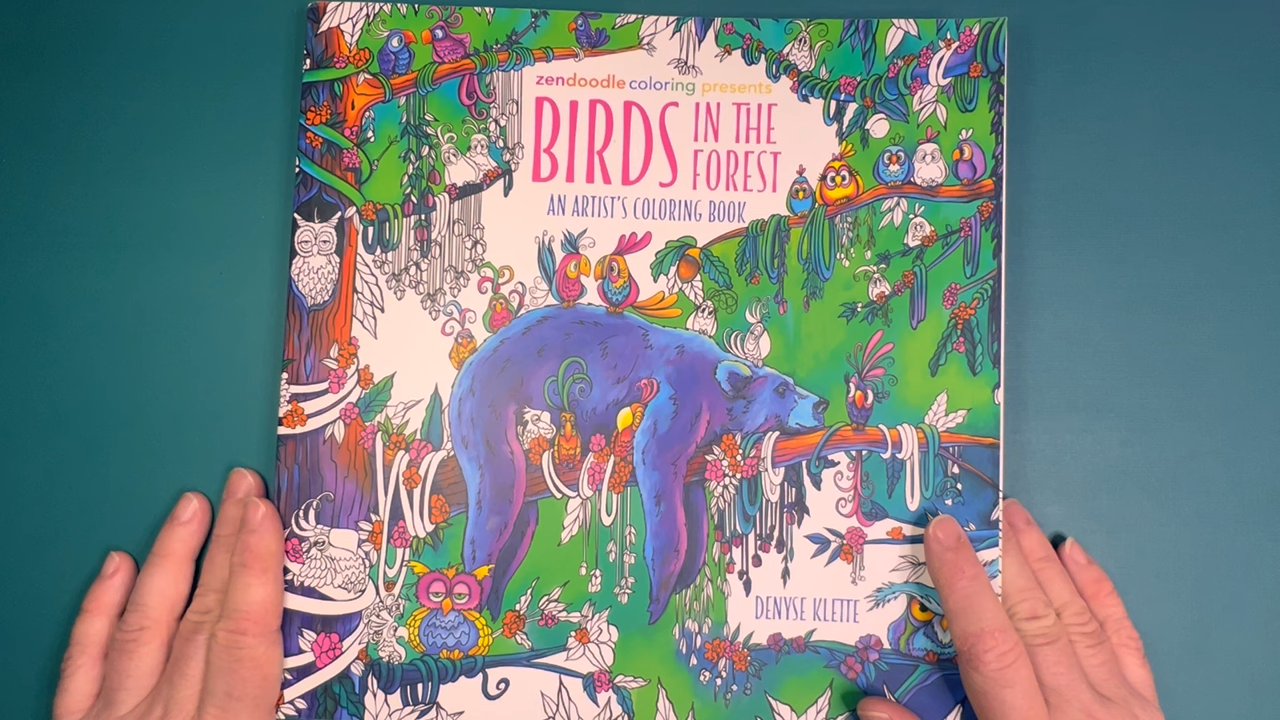 zendoodle coloring presents
BIRDS IN THE
FOREST
AN ARTIST'S COLORING BOOK
DENYSE KLETTE